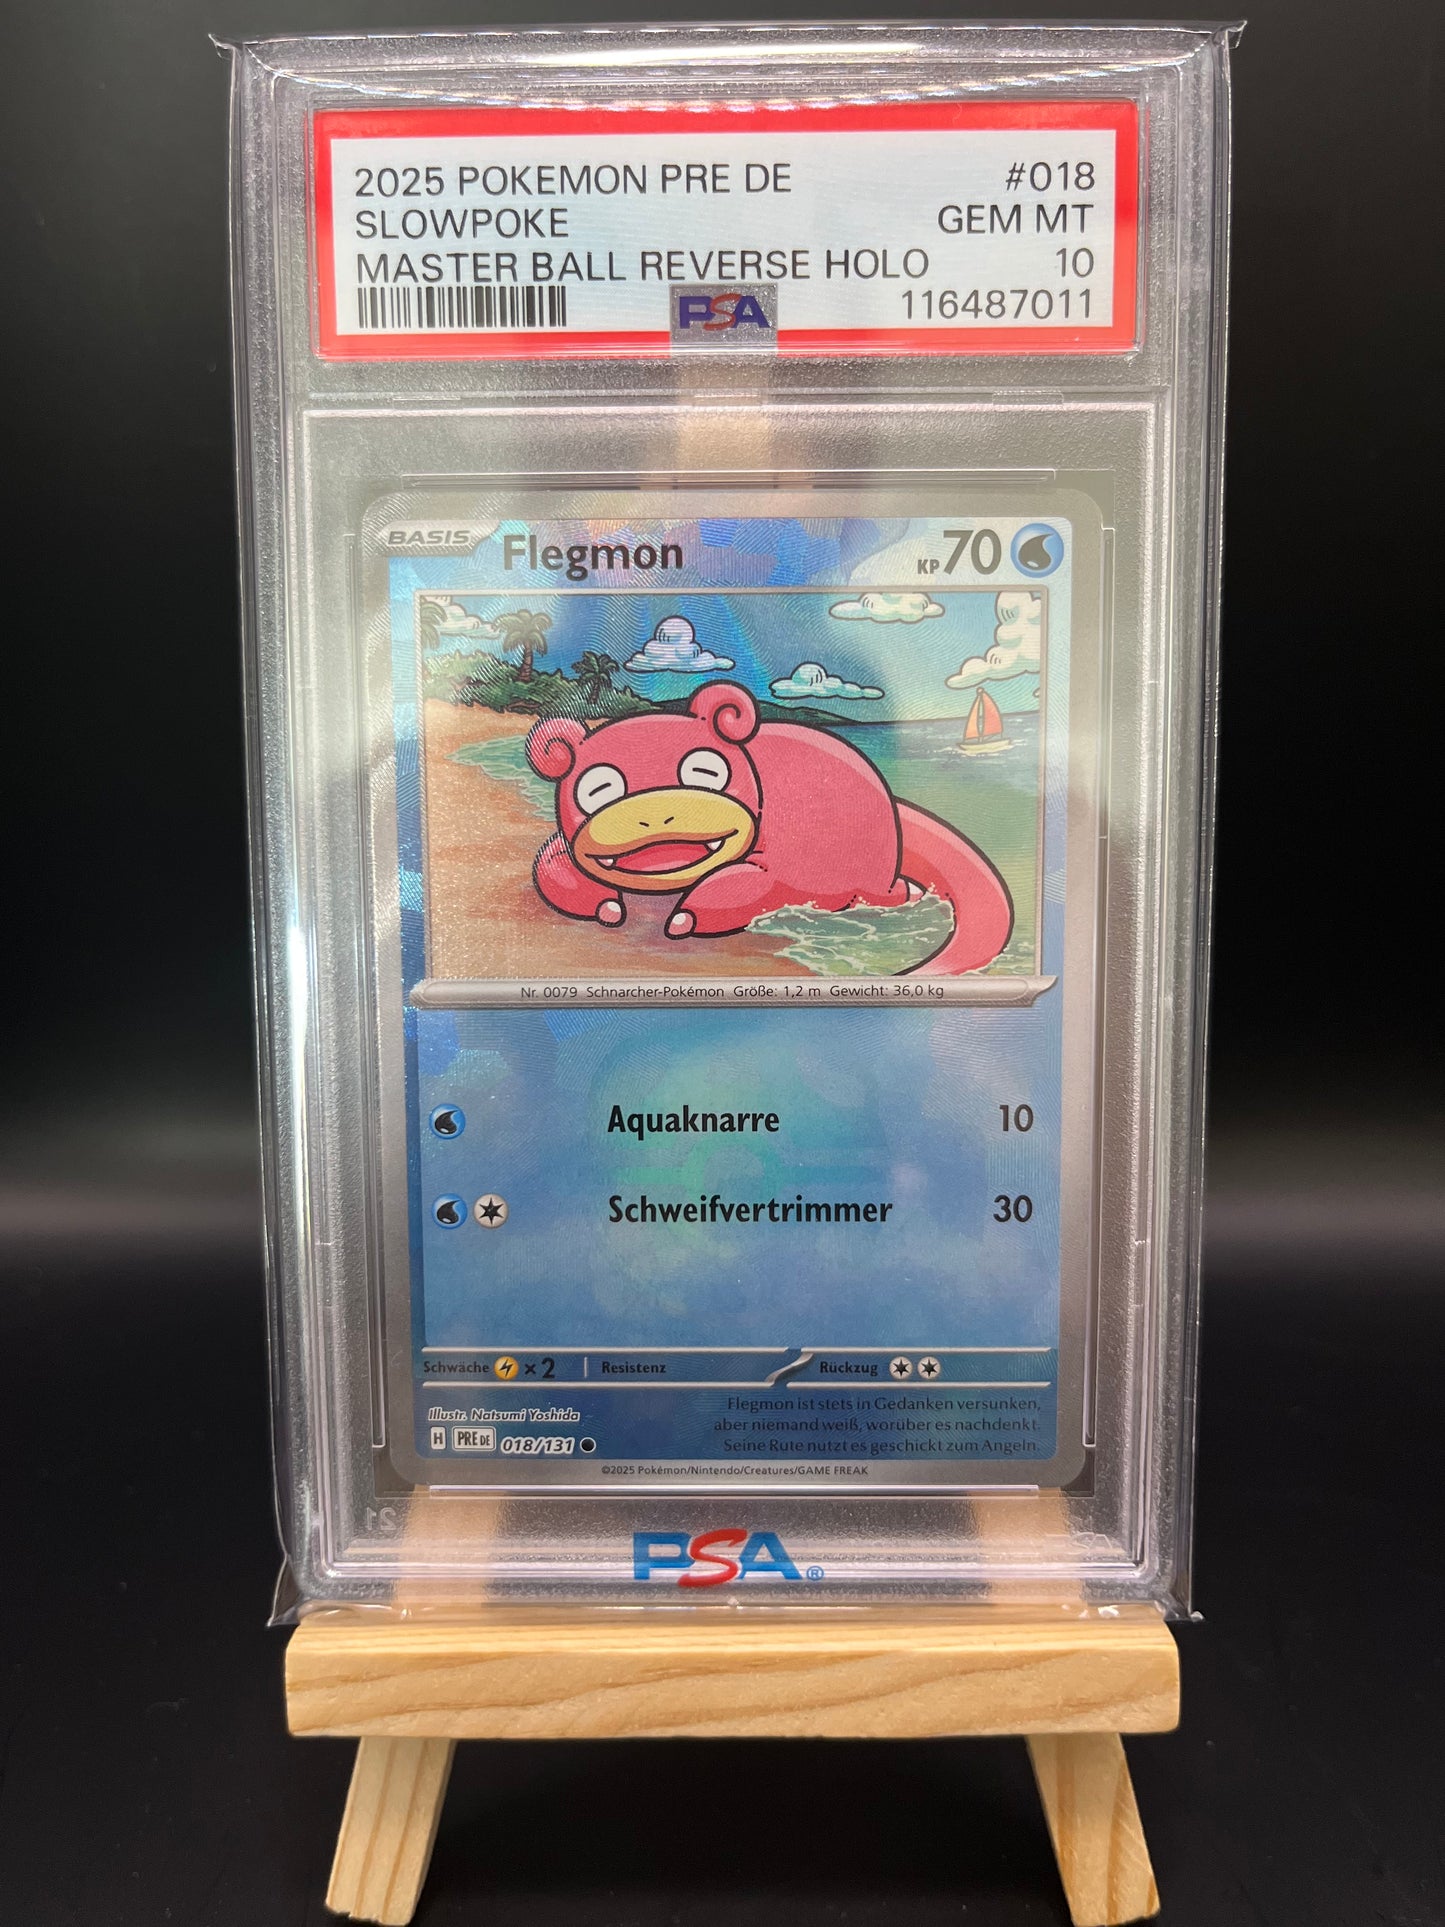 2025 POKEMON PRE DE #018
SLOWPOKE GEM MT
MASTER BALL REVERSE HOLO 10
PSA 116487011
BASIS Flegmon KP 70
Nr. 0079 Schnarcher-Pokémon Größe: 1,2 m Gewicht: 36,0 kg
Aquaknarre 10
Schweifvertrimmer 30
Schwäche ×2 Resistenz Rückzug
Illustr. Natsumi Yoshida
H PRE DE 018/131
Flegmon ist stets in Gedanken versunken,
aber niemand weiß, worüber es nachdenkt.
Seine Rute nutzt es geschickt zum Angeln.
©2025 Pokémon/Nintendo/Creatures/GAME FREAK
PSA®